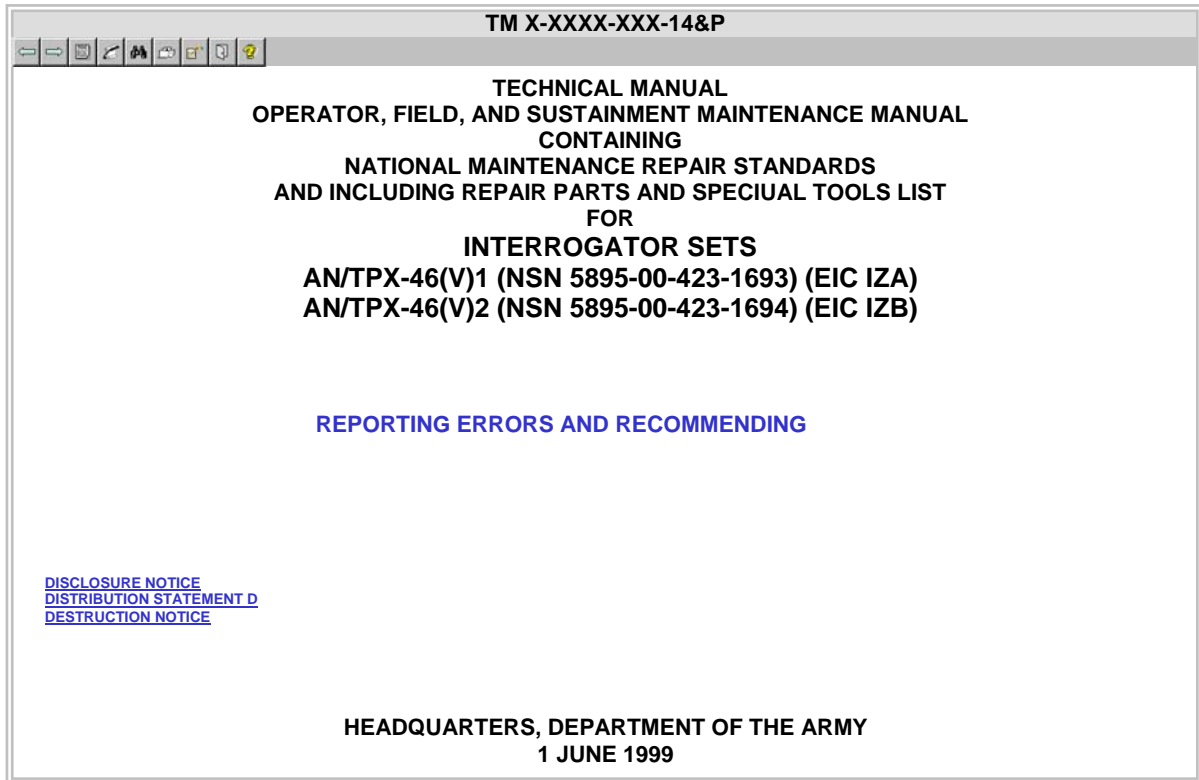 TM X-XXXX-XXX-14&P
TECHNICAL MANUAL
OPERATOR, FIELD, AND SUSTAINMENT MAINTENANCE MANUAL
CONTAINING
NATIONAL MAINTENANCE REPAIR STANDARDS
AND INCLUDING REPAIR PARTS AND SPECIUAL TOOLS LIST
FOR
INTERROGATOR SETS
AN/TPX-46(V)1 (NSN 5895-00-423-1693) (EIC IZA)
AN/TPX-46(V)2 (NSN 5895-00-423-1694) (EIC IZB)
REPORTING ERRORS AND RECOMMENDING
DISCLOSURE NOTICE
DISTRIBUTION STATEMENT D
DESTRUCTION NOTICE
HEADQUARTERS, DEPARTMENT OF THE ARMY
1 JUNE 1999